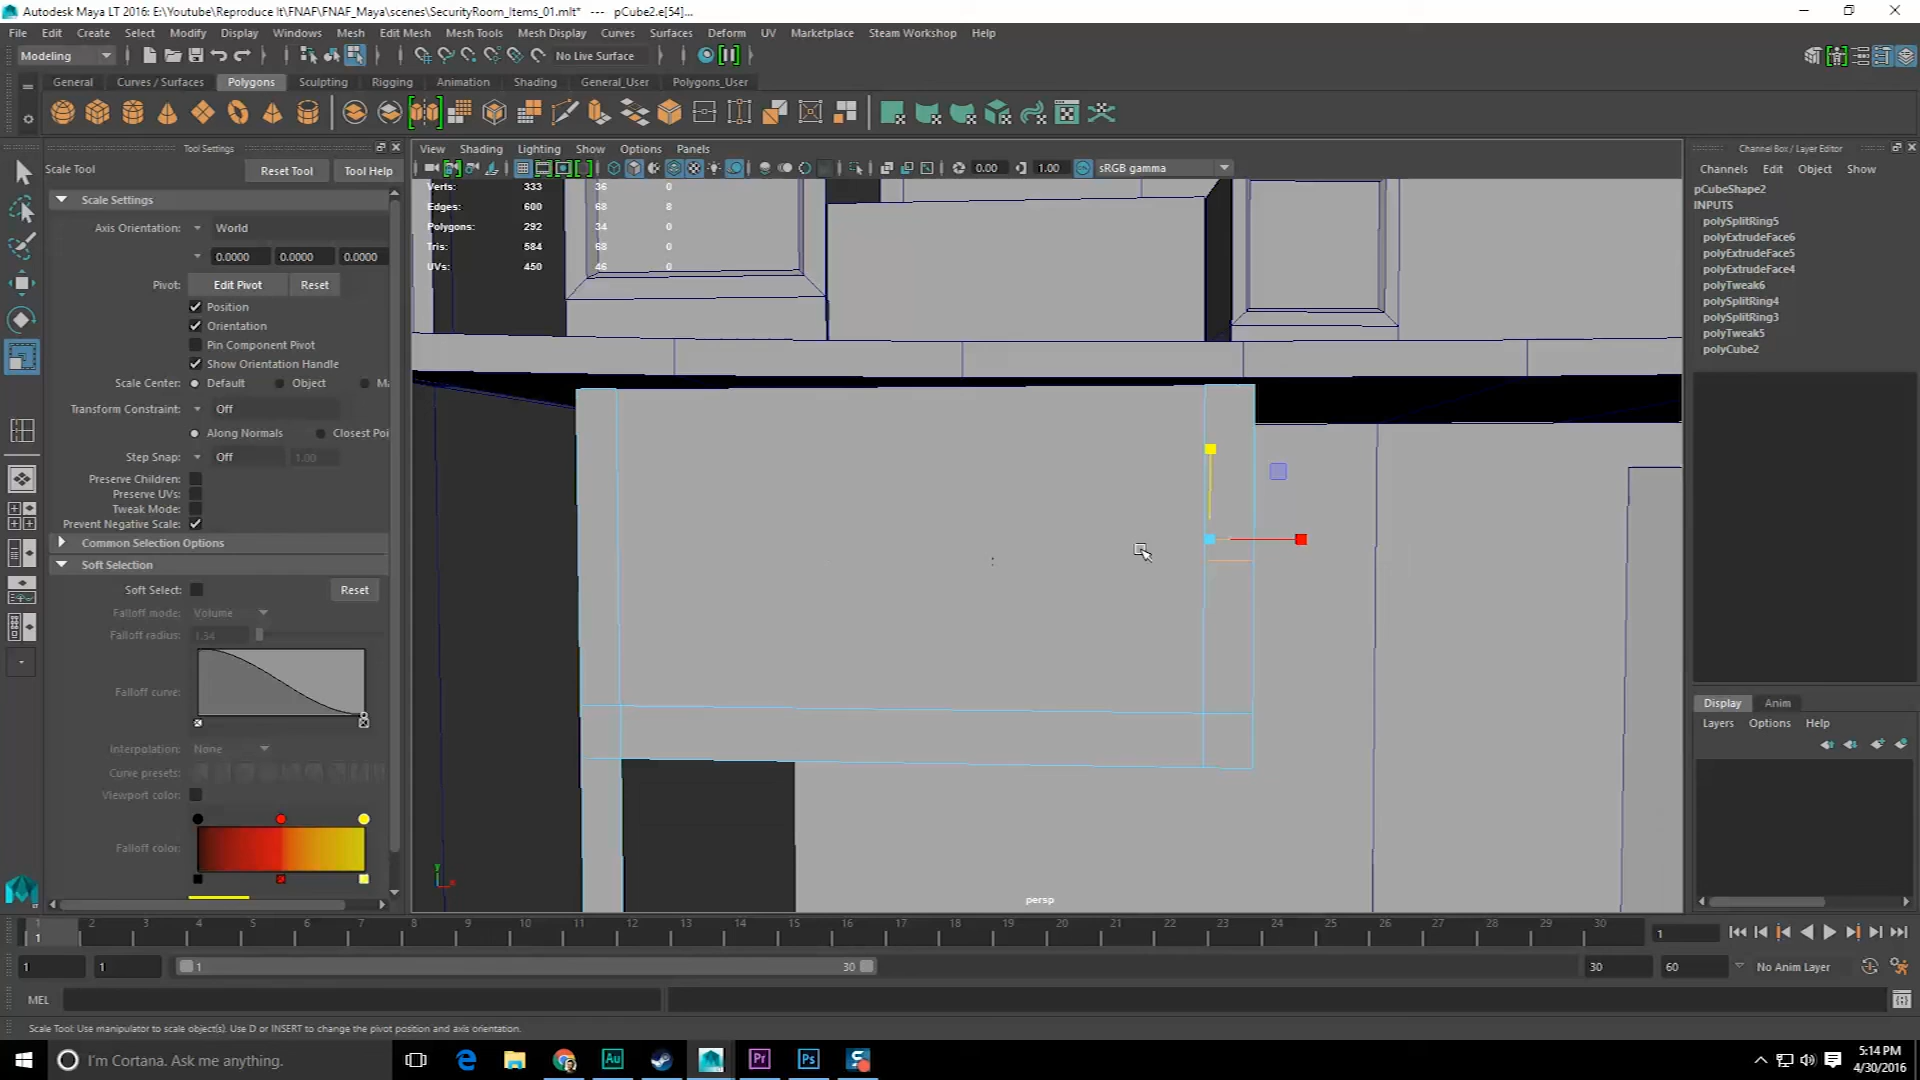 Autodesk Maya LT 2016: E:\Youtube\Reproduce It\FNAF\FNAF_Maya\scenes\SecurityRoom_Items_01.mlt* --- pCube2.e[54]...
File Edit Create Select Modify Display Windows Mesh Edit Mesh Mesh Tools Mesh Display Curves Surfaces Deform UV Marketplace Steam Workshop Help
Modeling No Live Surface
General Curves / Surfaces Polygons Sculpting Rigging Animation Shading General_User Polygons_User
Tool Settings
Scale Tool Reset Tool Tool Help
Scale Settings
Axis Orientation: World
0.0000 0.0000 0.0000
Pivot: Edit Pivot Reset
Position
Orientation
Pin Component Pivot
Show Orientation Handle
Scale Center: Default Object Ma
Transform Constraint: Off
Along Normals Closest Poi
Step Snap: Off 1.00
Preserve Children:
Preserve UVs:
Tweak Mode:
Prevent Negative Scale:
Common Selection Options
Soft Selection
Soft Select: Reset
Falloff mode: Volume
Falloff radius: 1.54
Falloff curve:
Interpolation: None
Curve presets:
Viewport color:
Falloff color:
View Shading Lighting Show Options Panels
0.00 1.00 sRGB gamma
Verts: 333 36 0
Edges: 600 68 8
Polygons: 292 34 0
Tris: 584 68 0
UVs: 450 46 0
y
x
persp
Channel Box / Layer Editor
Channels Edit Object Show
pCubeShape2
INPUTS
polySplitRing5
polyExtrudeFace6
polyExtrudeFace5
polyExtrudeFace4
polyTweak6
polySplitRing4
polySplitRing3
polyTweak5
polyCube2
Display Anim
Layers Options Help
1 2 3 4 5 6 7 8 9 10 11 12 13 14 15 16 17 18 19 20 21 22 23 24 25 26 27 28 29 30
1 1
1 1 1 30 30 60 No Anim Layer
MEL
Scale Tool: Use manipulator to scale object(s). Use D or INSERT to change the pivot position and axis orientation.
I'm Cortana. Ask me anything.
Au Pr Ps
5:14 PM
4/30/2016